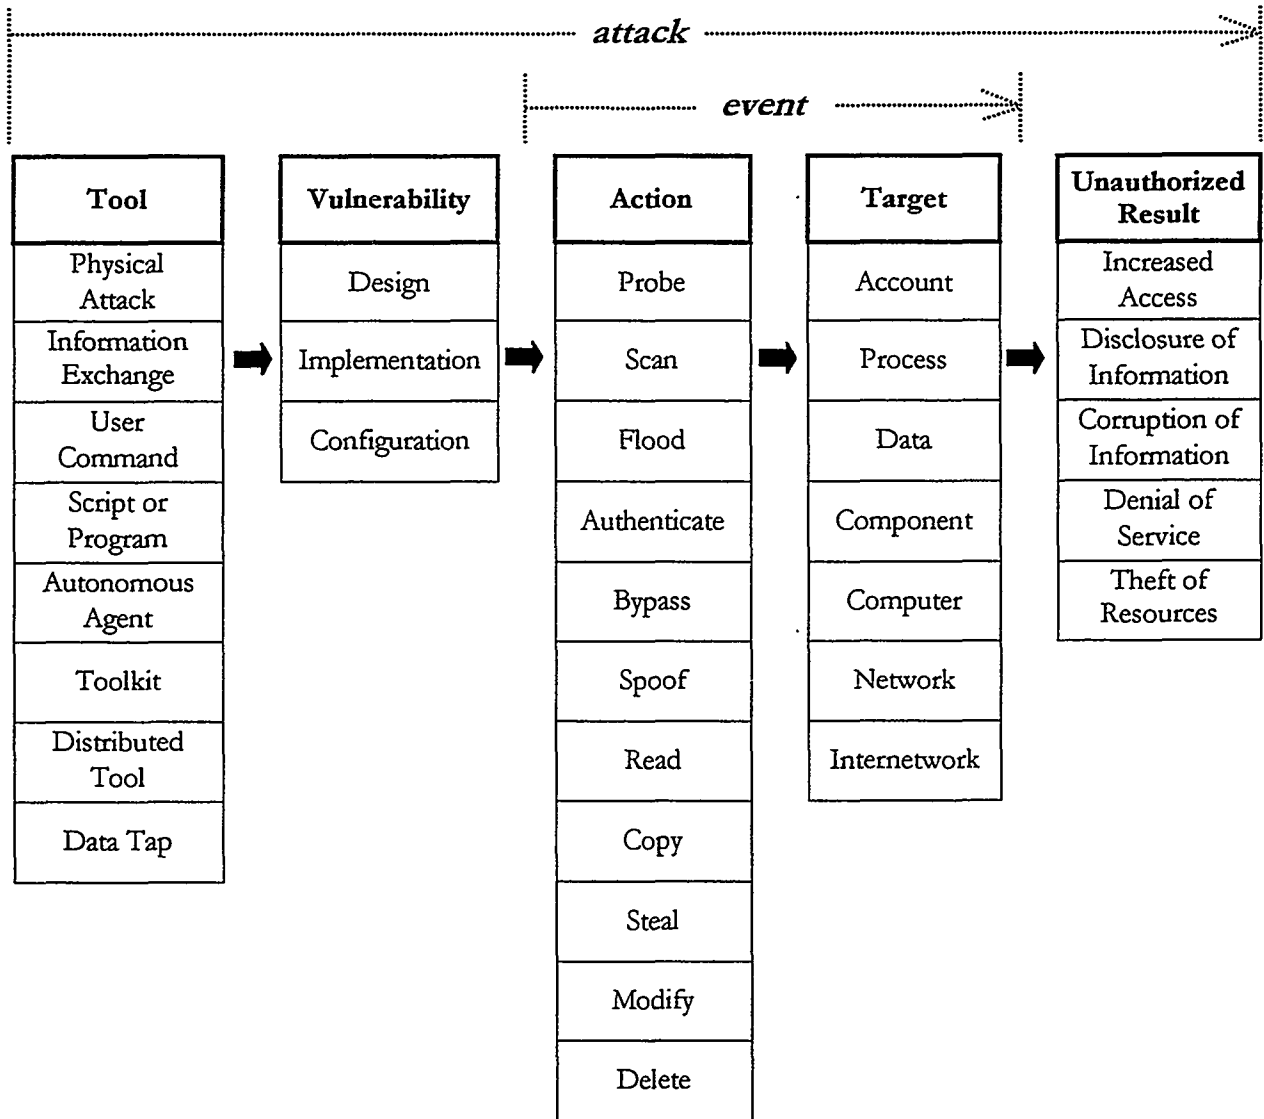 attack
event
Tool
Physical
Attack
Information
Exchange
User
Command
Script or
Program
Autonomous
Agent
Toolkit
Distributed
Tool
Data Tap
Vulnerability
Design
Implementation
Configuration
Action
Probe
Scan
Flood
Authenticate
Bypass
Spoof
Read
Copy
Steal
Modify
Delete
Target
Account
Process
Data
Component
Computer
Network
Internetwork
Unauthorized
Result
Increased
Access
Disclosure of
Information
Corruption of
Information
Denial of
Service
Theft of
Resources